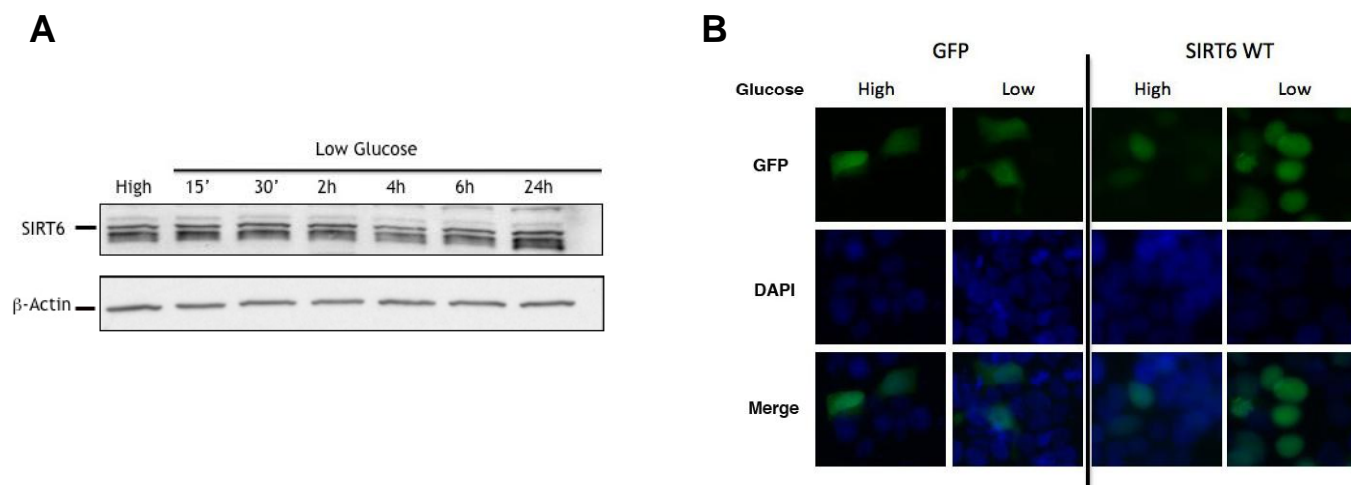 A
Low Glucose
High 15’ 30’ 2h 4h 6h 24h
SIRT6
β-Actin
B
GFP SIRT6 WT
Glucose High Low High Low
GFP
DAPI
Merge